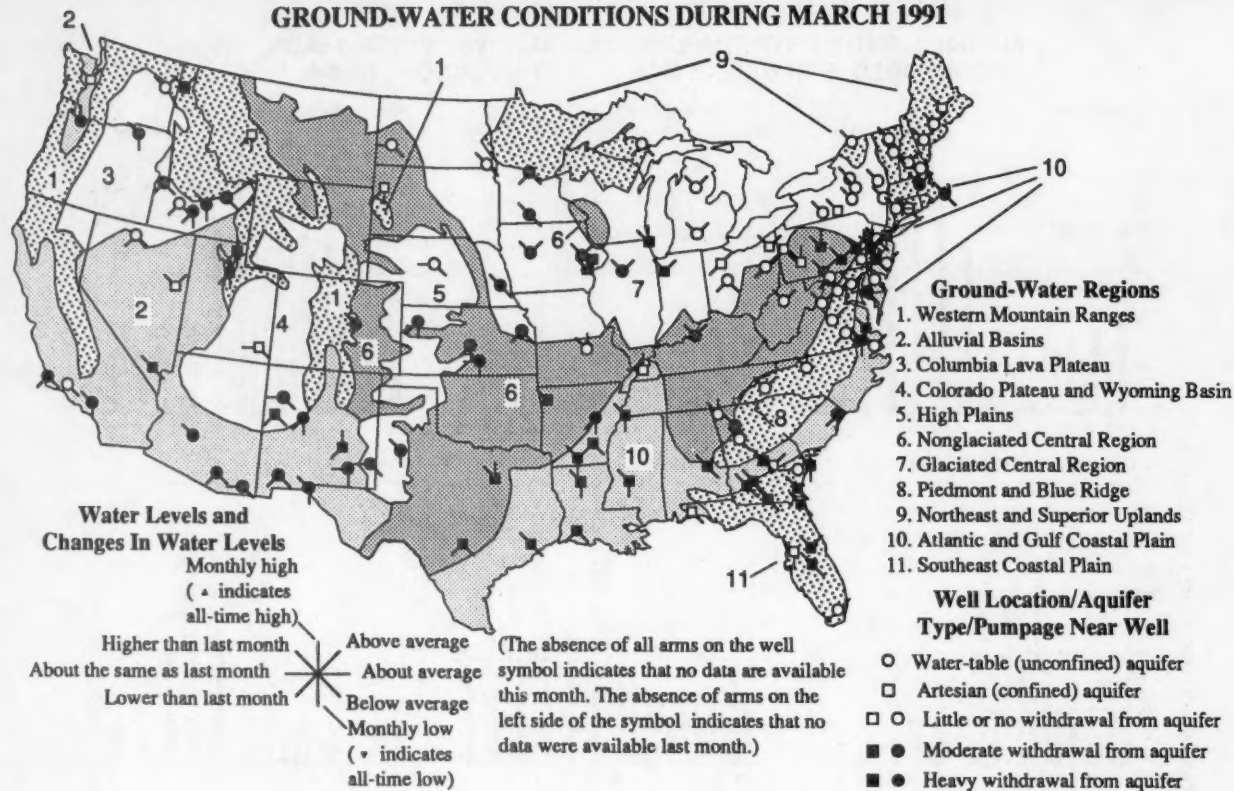 GROUND-WATER CONDITIONS DURING MARCH 1991
2
1
9
10
1
3
6
2
5
7
1
4
6
6
8
10
11
Ground-Water Regions
1. Western Mountain Ranges
2. Alluvial Basins
3. Columbia Lava Plateau
4. Colorado Plateau and Wyoming Basin
5. High Plains
6. Nonglaciated Central Region
7. Glaciated Central Region
8. Piedmont and Blue Ridge
9. Northeast and Superior Uplands
10. Atlantic and Gulf Coastal Plain
11. Southeast Coastal Plain
Water Levels and
Changes In Water Levels
Monthly high
( ▴ indicates
all-time high)
Higher than last month
About the same as last month
Lower than last month
Above average
About average
Below average
Monthly low
( ▾ indicates
all-time low)
(The absence of all arms on the well
symbol indicates that no data are available
this month. The absence of arms on the
left side of the symbol indicates that no
data were available last month.)
Well Location/Aquifer
Type/Pumpage Near Well
Water-table (unconfined) aquifer
Artesian (confined) aquifer
Little or no withdrawal from aquifer
Moderate withdrawal from aquifer
Heavy withdrawal from aquifer